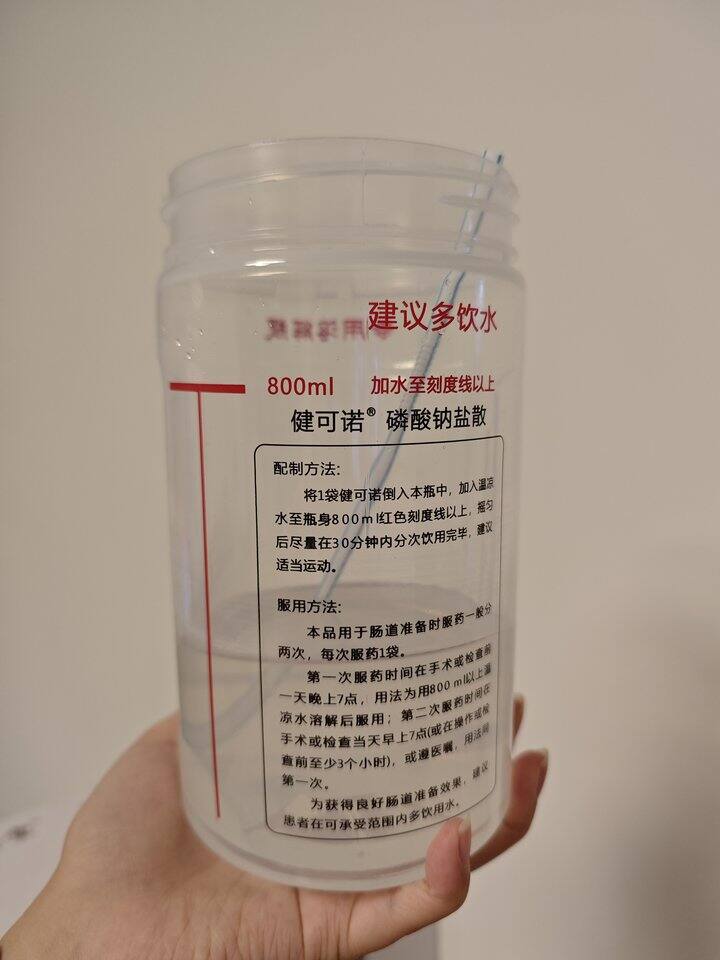 建议多饮水
用溶解瓶
800ml 加水至刻度线以上
健可诺® 磷酸钠盐散
配制方法：
将1袋健可诺倒入本瓶中，加入温凉
水至瓶身800ml红色刻度线以上，摇匀
后尽量在30分钟内分次饮用完毕，建议
适当运动。
服用方法：
本品用于肠道准备时服药一般分
两次，每次服药1袋。
第一次服药时间在手术或检查前
一天晚上7点，用法为用800 ml以上温
凉水溶解后服用；第二次服药时间在
手术或检查当天早上7点(或在操作或检
查前至少3个小时)，或遵医嘱，用法同
第一次。
为获得良好肠道准备效果，建议
患者在可承受范围内多饮用水。